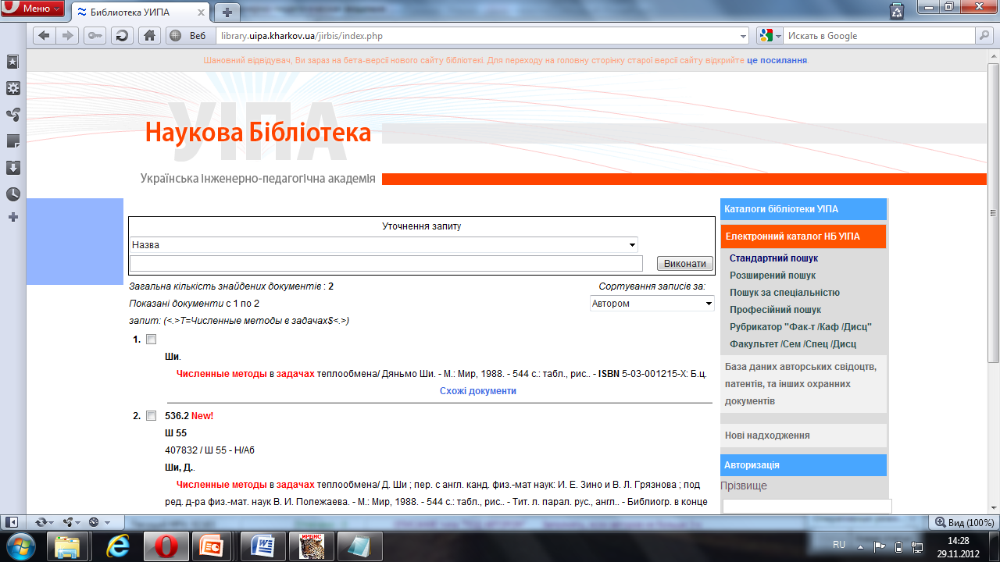 Меню
Библиотека УИПА
Веб
library.uipa.kharkov.ua/jirbis/index.php
Искать в Google
Шановний відвідувач, Ви зараз на бета-версії нового сайту бібліотекі. Для переходу на головну сторінку старої версії сайту відкрийте це посилання.
УІПА
Наукова Бібліотека
Українська інженерно-педагогічна академія
Уточнення запиту
Назва
Виконати
Загальна кількість знайдених документів : 2
Сортування записів за:
Показані документи с 1 по 2
Автором
запит: (<.>T=Численные методы в задачах$<.>)
1.
Ши.
Численные методы в задачах теплообмена/ Дяньмо Ши. - М.: Мир, 1988. - 544 с.: табл., рис.. - ISBN 5-03-001215-Х: Б.ц.
Схожі документи
2. 536.2 New!
Ш 55
407832 / Ш 55 - Н/Аб
Ши, Д..
Численные методы в задачах теплообмена/ Д. Ши ; пер. с англ. канд. физ.-мат наук: И. Е. Зино и В. Л. Грязнова ; под
ред. д-ра физ.-мат. наук В. И. Полежаева. - М.: Мир, 1988. - 544 с.: табл., рис.. - Тит. л. парал. рус., англ.. - Библиогр. в конце
Каталоги бібліотеки УІПА
Електронний каталог НБ УІПА
Стандартний пошук
Розширений пошук
Пошук за спеціальністю
Професійний пошук
Рубрикатор "Фак-т /Каф /Дисц"
Факультет /Сем /Спец /Дисц
База даних авторських свідоцтв,
патентів, та інших охранних
документів
Нові надходження
Авторизація
Прізвище
Вид (100%)
ИРБИС
RU
14:28
29.11.2012